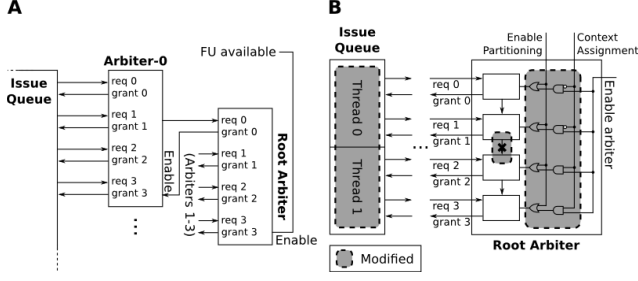 A
Issue
Queue
Arbiter-0
req 0
grant 0
req 1
grant 1
req 2
grant 2
req 3
grant 3
Enable
FU available
req 0
grant 0
req 1
grant 1
req 2
grant 2
req 3
grant 3
(Arbiters 1-3)
Root Arbiter
Enable
B
Issue
Queue
Thread 0
Thread 1
req 0
grant 0
req 1
grant 1
req 2
grant 2
req 3
grant 3
Enable
Partitioning
Context
Assignment
Enable arbiter
Root Arbiter
Modified